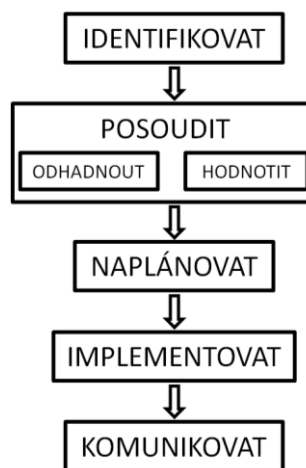 IDENTIFIKOVAT
POSOUDIT
ODHADNOUT HODNOTIT
NAPLÁNOVAT
IMPLEMENTOVAT
KOMUNIKOVAT